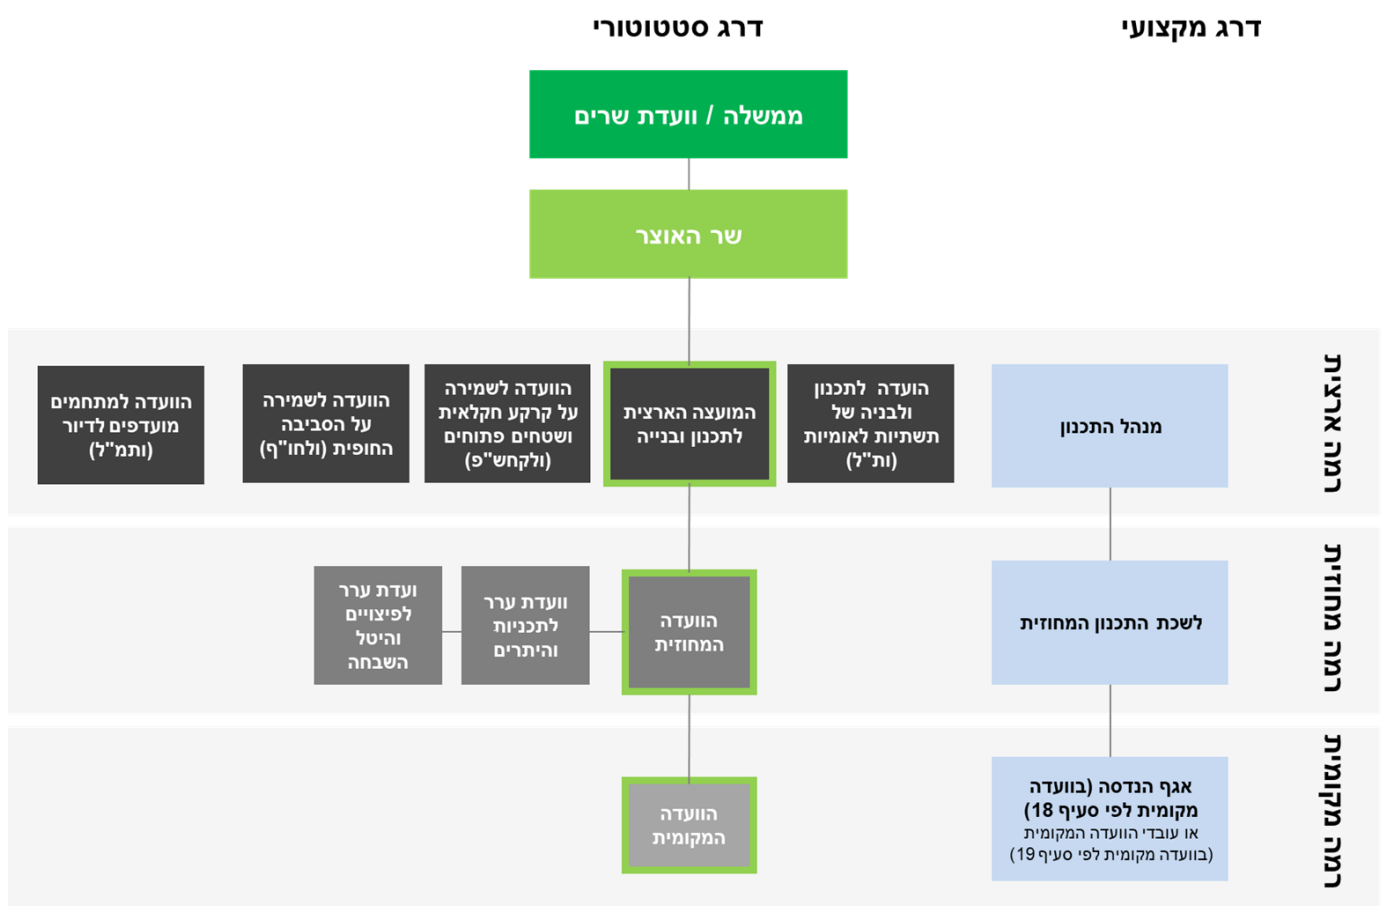 דרג מקצועי
דרג סטטוטורי
ממשלה / וועדת שרים
שר האוצר
רמה ארצית
מנהל התכנון
הועדה לתכנון
ולבניה של
תשתיות לאומיות
(ות"ל)
המועצה הארצית
לתכנון ובנייה
הוועדה לשמירה
על קרקע חקלאית
ושטחים פתוחים
(ולקחש"פ)
הוועדה לשמירה
על הסביבה
החופית (ולחו"ף)
הוועדה למתחמים
מועדפים לדיור
(ותמ"ל)
רמה מחוזית
לשכת התכנון המחוזית
הוועדה
המחוזית
וועדת ערר
לתכניות
והיתרים
ועדת ערר
לפיצויים
והיטל
השבחה
רמה מקומית
אגף הנדסה (בוועדה
מקומית לפי סעיף 18)
או עובדי הוועדה המקומית
(בוועדה מקומית לפי סעיף 19)
הוועדה
המקומית